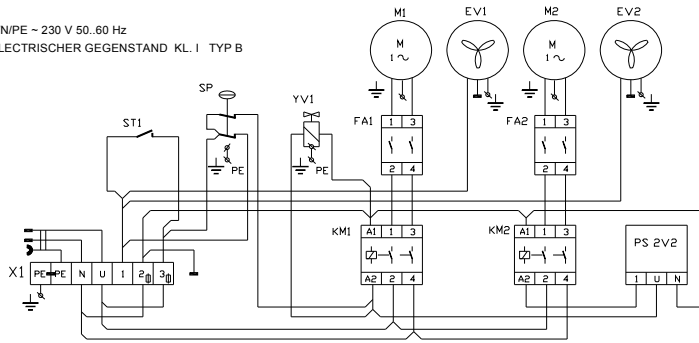 /N/PE ~ 230 V 50..60 Hz
LECTRISCHER GEGENSTAND KL. I TYP B
M1
EV1
M2
EV2
M
1~
M
1~
SP
YV1
ST1
FA1
1 3
2 4
FA2
1 3
2 4
PE
PE
KM1
A1 1 3
A2 2 4
KM2
A1 1 3
A2 2 4
PS 2V2
1 U N
X1
PE PE N U 1 2 3